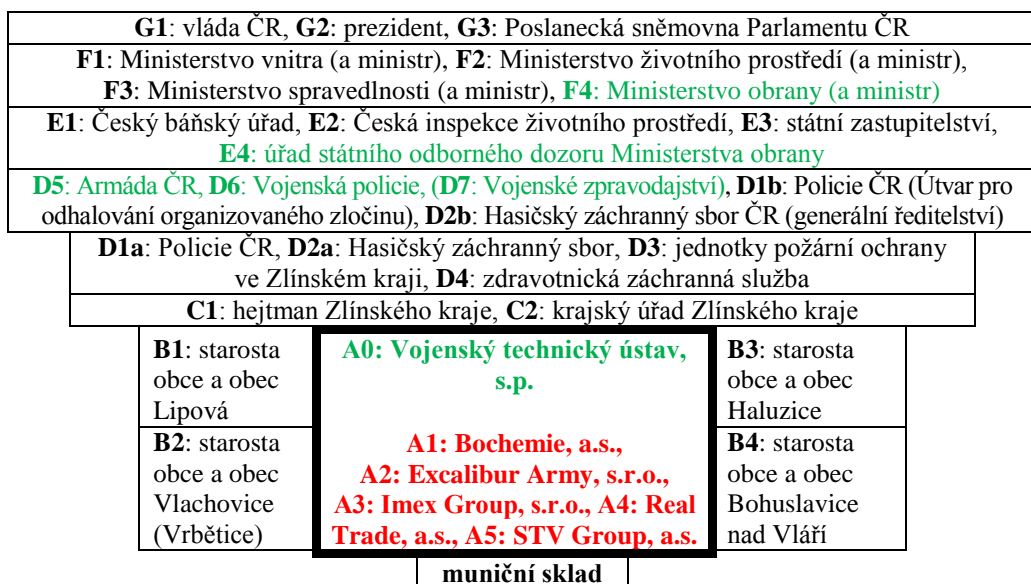 G1: vláda ČR, G2: prezident, G3: Poslanecká sněmovna Parlamentu ČR
F1: Ministerstvo vnitra (a ministr), F2: Ministerstvo životního prostředí (a ministr),
F3: Ministerstvo spravedlnosti (a ministr), F4: Ministerstvo obrany (a ministr)
E1: Český báňský úřad, E2: Česká inspekce životního prostředí, E3: státní zastupitelství,
E4: úřad státního odborného dozoru Ministerstva obrany
D5: Armáda ČR, D6: Vojenská policie, (D7: Vojenské zpravodajství), D1b: Policie ČR (Útvar pro
odhalování organizovaného zločinu), D2b: Hasičský záchranný sbor ČR (generální ředitelství)
D1a: Policie ČR, D2a: Hasičský záchranný sbor, D3: jednotky požární ochrany
ve Zlínském kraji, D4: zdravotnická záchranná služba
C1: hejtman Zlínského kraje, C2: krajský úřad Zlínského kraje
B1: starosta
obce a obec
Lipová
B2: starosta
obce a obec
Vlachovice
(Vrbětice)
A0: Vojenský technický ústav,
s.p.
A1: Bochemie, a.s.,
A2: Excalibur Army, s.r.o.,
A3: Imex Group, s.r.o., A4: Real
Trade, a.s., A5: STV Group, a.s.
B3: starosta
obce a obec
Haluzice
B4: starosta
obce a obec
Bohuslavice
nad Vláří
muniční sklad